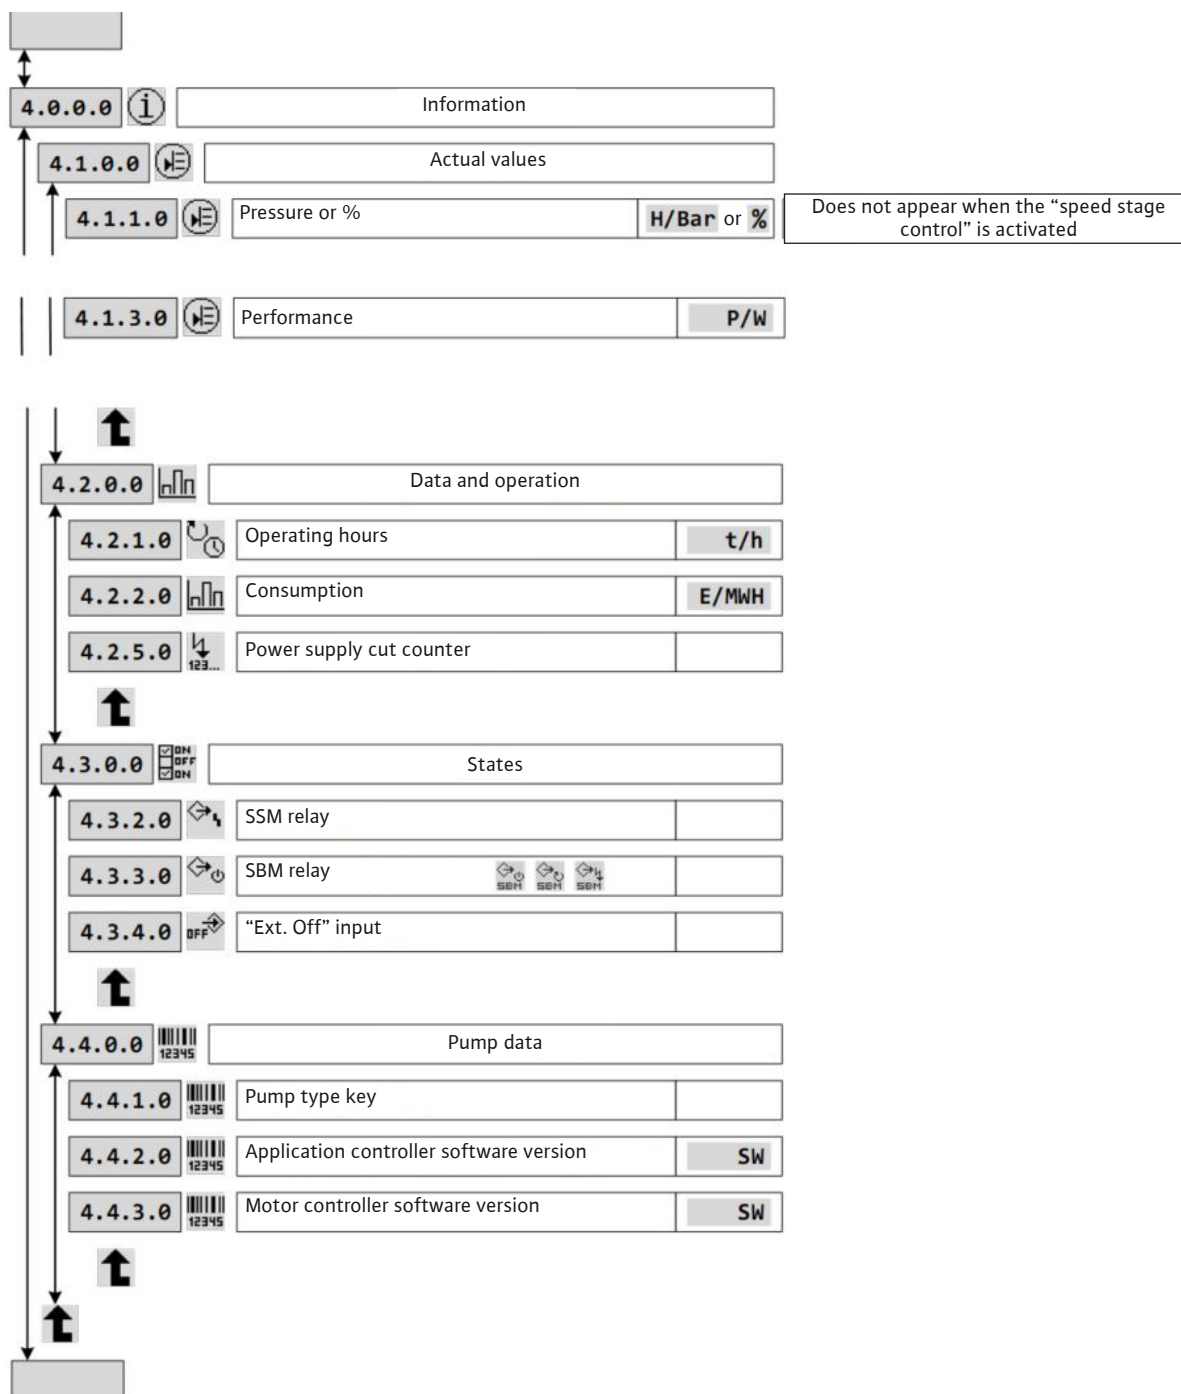 4.0.0.0 Information
4.1.0.0 Actual values
4.1.1.0 Pressure or % H/Bar or % Does not appear when the “speed stage
control” is activated
4.1.3.0 Performance P/W
4.2.0.0 Data and operation
4.2.1.0 Operating hours t/h
4.2.2.0 Consumption E/MWH
4.2.5.0 123... Power supply cut counter
4.3.0.0 ON OFF ON States
4.3.2.0 SSM relay
4.3.3.0 SBM relay SBM SBM SBM
4.3.4.0 OFF “Ext. Off” input
4.4.0.0 12345 Pump data
4.4.1.0 12345 Pump type key
4.4.2.0 12345 Application controller software version SW
4.4.3.0 12345 Motor controller software version SW